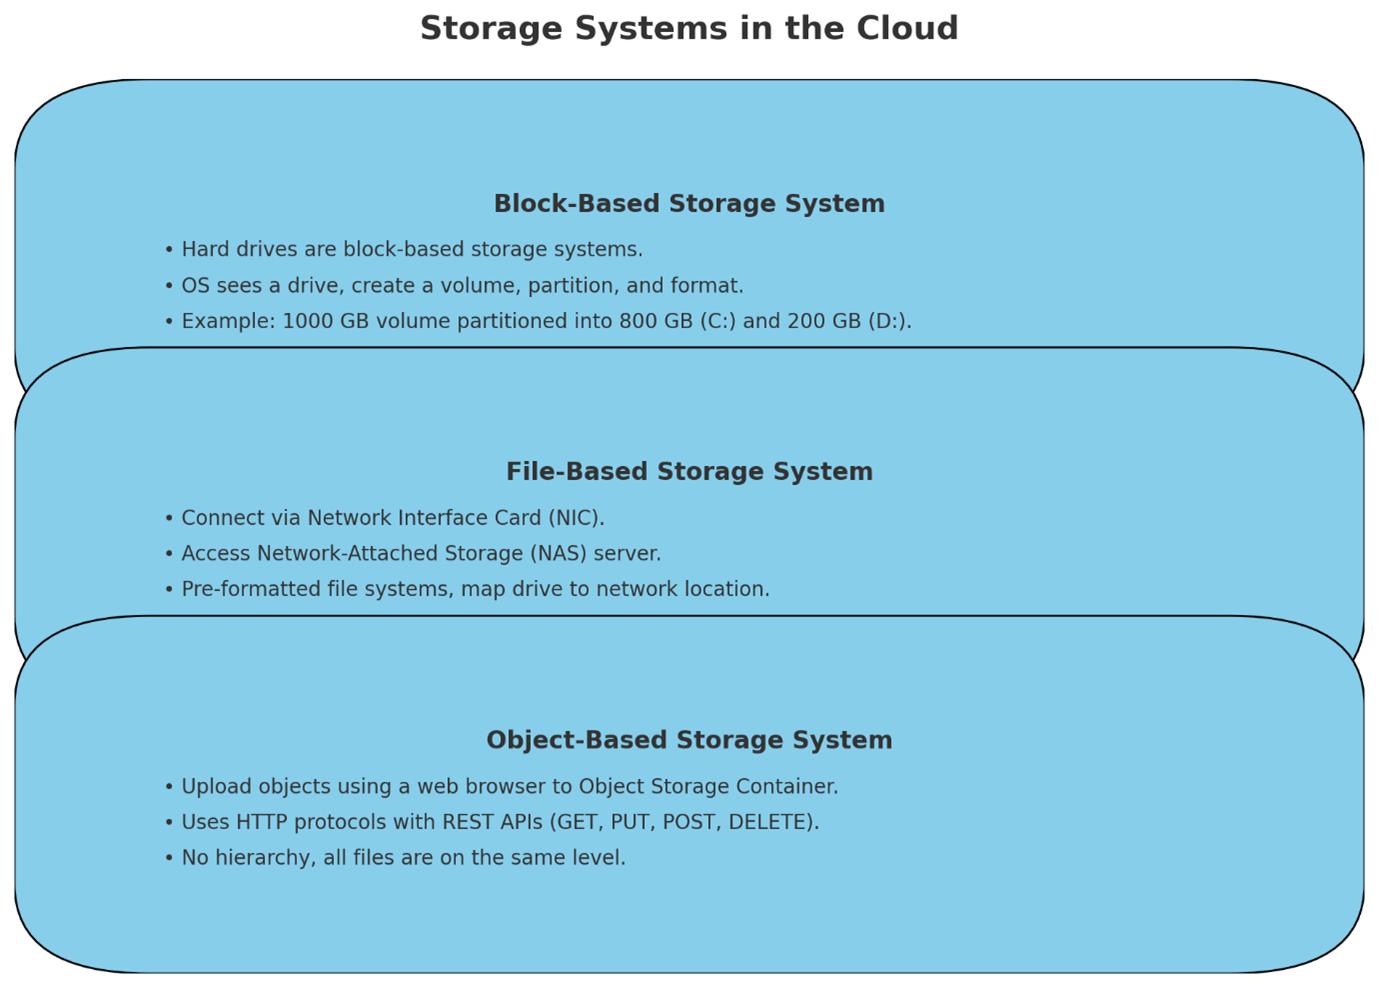 Storage Systems in the Cloud
Block-Based Storage System
• Hard drives are block-based storage systems.
• OS sees a drive, create a volume, partition, and format.
• Example: 1000 GB volume partitioned into 800 GB (C:) and 200 GB (D:).
File-Based Storage System
• Connect via Network Interface Card (NIC).
• Access Network-Attached Storage (NAS) server.
• Pre-formatted file systems, map drive to network location.
Object-Based Storage System
• Upload objects using a web browser to Object Storage Container.
• Uses HTTP protocols with REST APIs (GET, PUT, POST, DELETE).
• No hierarchy, all files are on the same level.